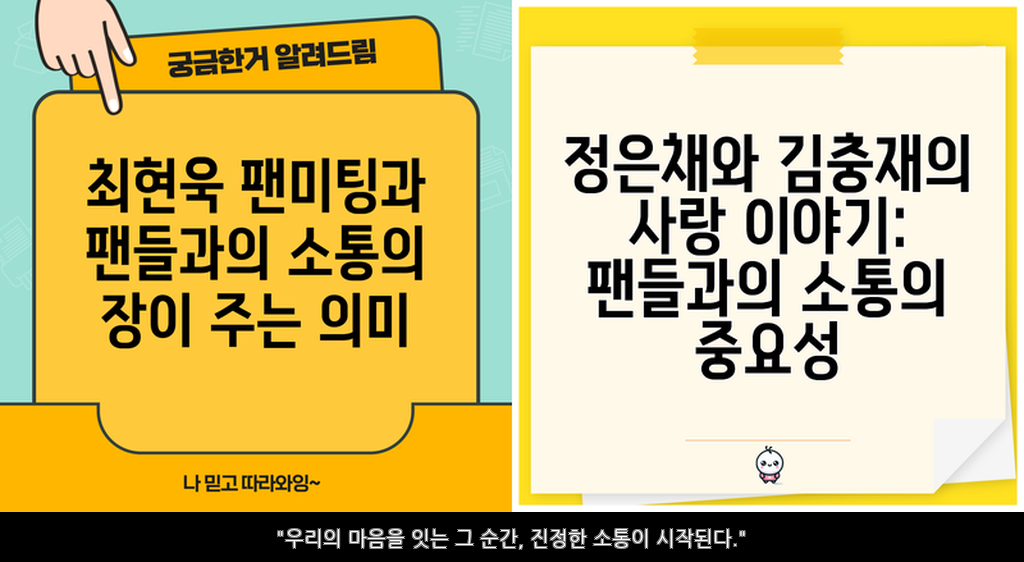 궁금한거 알려드림
최현욱 팬미팅과
팬들과의 소통의
장이 주는 의미
나 믿고 따라와잉~
정은채와 김충재의
사랑 이야기:
팬들과의 소통의
중요성
"우리의 마음을 잇는 그 순간, 진정한 소통이 시작된다."